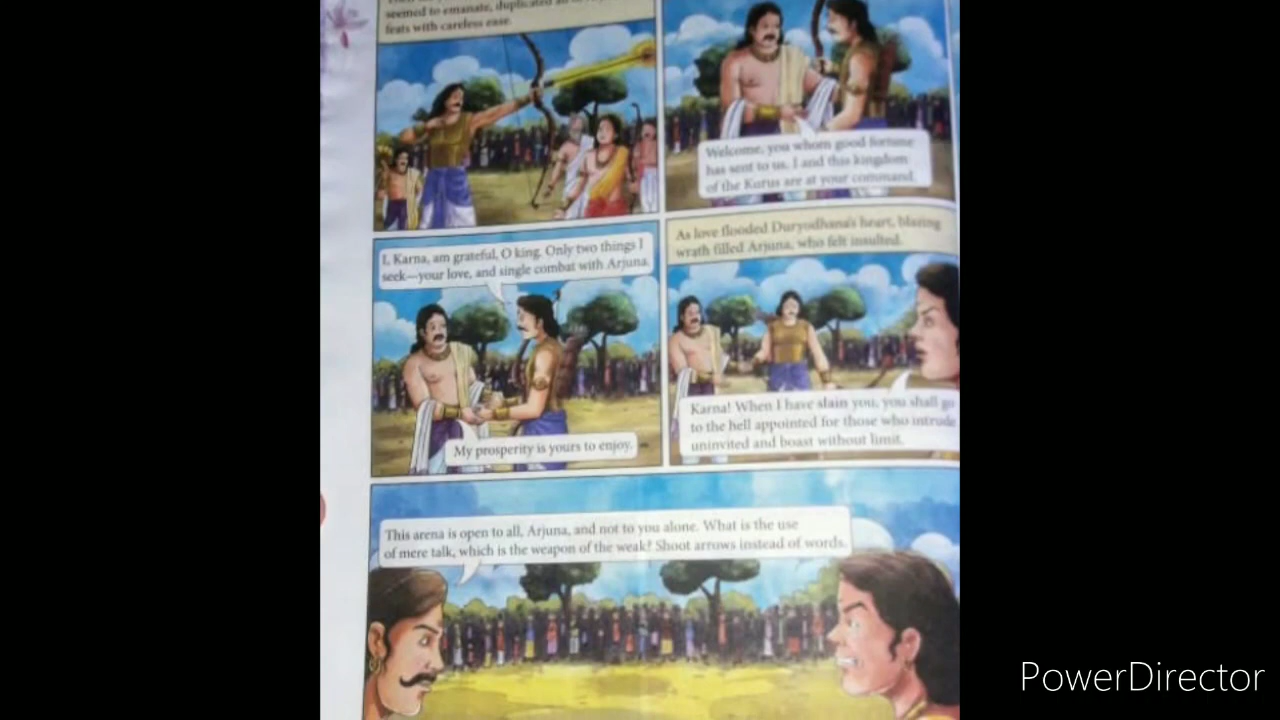 seemed to emanate, duplicated all
feats with careless ease.
Welcome, you whom good fortune
has sent to us. I and this kingdom
of the Kurus are at your command.
I, Karna, am grateful, O king. Only two things I
seek—your love, and single combat with Arjuna.
My prosperity is yours to enjoy.
As love flooded Duryodhana's heart, blazing
wrath filled Arjuna, who felt insulted.
Karna! When I have slain you, you shall go
to the hell appointed for those who intrude
uninvited and boast without limit.
This arena is open to all, Arjuna, and not to you alone. What is the use
of mere talk, which is the weapon of the weak? Shoot arrows instead of words.
PowerDirector